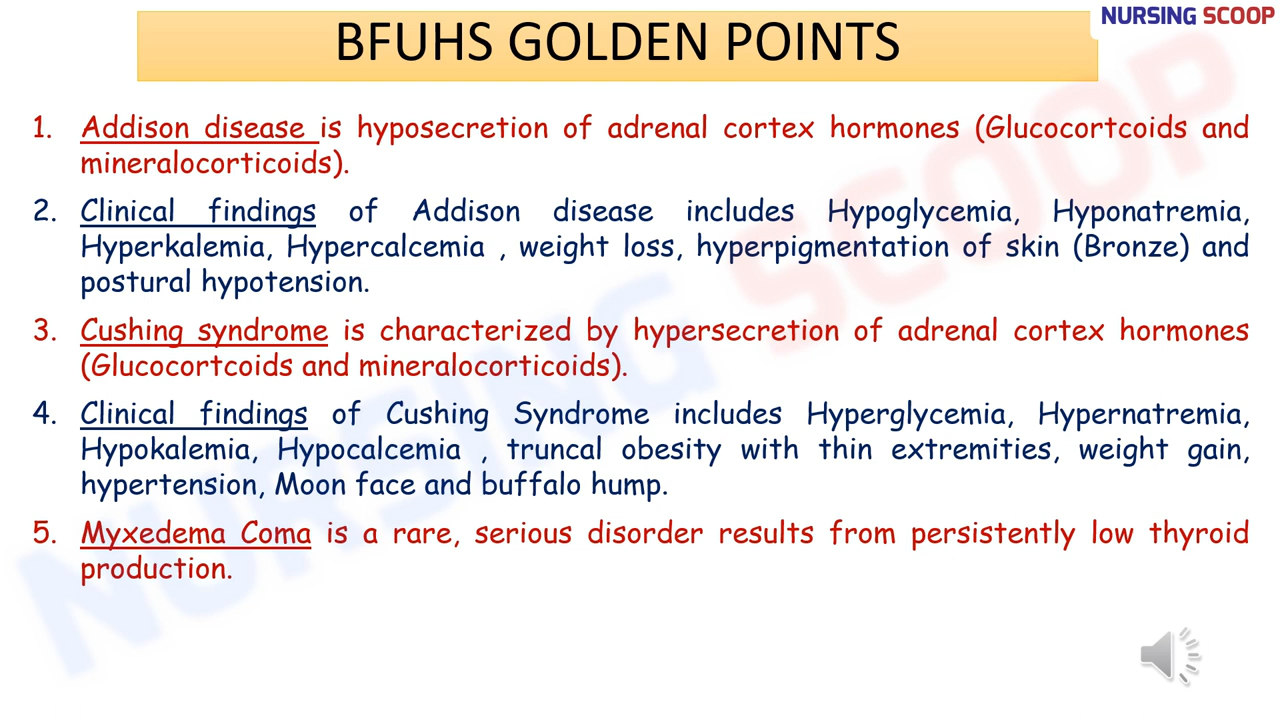 NURSING SCOOP
BFUHS GOLDEN POINTS
1. Addison disease is hyposecretion of adrenal cortex hormones (Glucocortcoids and
mineralocorticoids).
2. Clinical findings of Addison disease includes Hypoglycemia, Hyponatremia,
Hyperkalemia, Hypercalcemia , weight loss, hyperpigmentation of skin (Bronze) and
postural hypotension.
3. Cushing syndrome is characterized by hypersecretion of adrenal cortex hormones
(Glucocortcoids and mineralocorticoids).
4. Clinical findings of Cushing Syndrome includes Hyperglycemia, Hypernatremia,
Hypokalemia, Hypocalcemia , truncal obesity with thin extremities, weight gain,
hypertension, Moon face and buffalo hump.
5. Myxedema Coma is a rare, serious disorder results from persistently low thyroid
production.
NURSING SCOOP